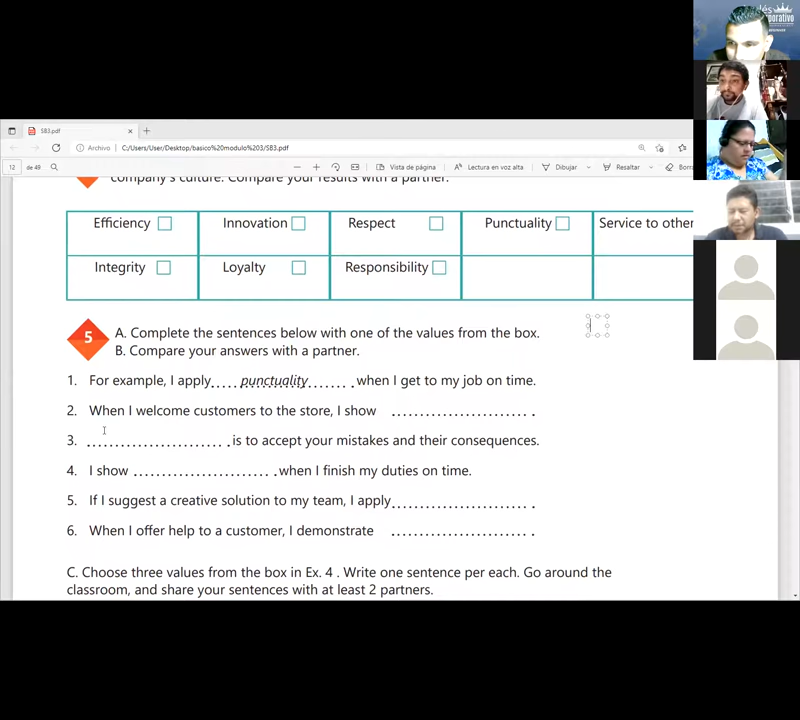 és
porativo
SB3.pdf
Archivo | C:/Users/User/Desktop/basico%20modulo%203/SB3.pdf
12 de 49
Vista de página
Lectura en voz alta
Dibujar
Resaltar
Borra
company's culture. Compare your results with a partner.
Efficiency Innovation Respect Punctuality Service to other
Integrity Loyalty Responsibility
5
A. Complete the sentences below with one of the values from the box.
B. Compare your answers with a partner.
1. For example, I apply.....punctuality........when I get to my job on time.
2. When I welcome customers to the store, I show ........................
3. ........................is to accept your mistakes and their consequences.
4. I show ........................when I finish my duties on time.
5. If I suggest a creative solution to my team, I apply........................
6. When I offer help to a customer, I demonstrate ........................
C. Choose three values from the box in Ex. 4 . Write one sentence per each. Go around the
classroom, and share your sentences with at least 2 partners.